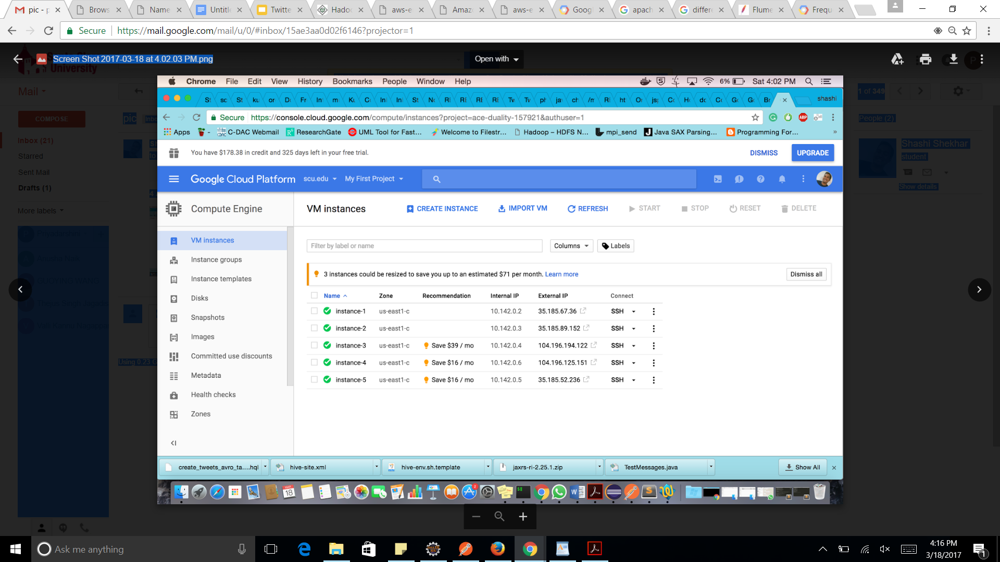 pic - p
Brows
Name
Untitl
Twitte
Hado
aws-e
Amaz
aws-e
Goog
apach
differe
Flume
Frequ
Secure
https://mail.google.com/mail/u/0/#inbox/15ae3aa0d02f6146?projector=1
Screen Shot 2017-03-18 at 4.02.03 PM.png
University
Open with
Mail
COMPOSE
Inbox (21)
Starred
Sent Mail
Drafts (1)
More labels
pic
1 of 349
People (2)
Shashi Shekhar
student
Show details
Chrome File Edit View History Bookmarks People Window Help
6% Sat 4:02 PM
shashi
Secure https://console.cloud.google.com/compute/instances?project=ace-duality-157921&authuser=1
Apps
C-DAC Webmail
ResearchGate
UML Tool for Fast...
Welcome to Filestr...
Hadoop – HDFS N...
mpi_send
Java SAX Parsing...
Programming For...
»
You have $178.38 in credit and 325 days left in your free trial.
DISMISS
UPGRADE
Google Cloud Platform
scu.edu
My First Project
Compute Engine
VM instances
CREATE INSTANCE
IMPORT VM
REFRESH
START
STOP
RESET
DELETE
VM instances
Instance groups
Instance templates
Disks
Snapshots
Images
Committed use discounts
Metadata
Health checks
Zones
Filter by label or name
Columns
Labels
3 instances could be resized to save you up to an estimated $71 per month. Learn more
Dismiss all
Name Zone Recommendation Internal IP External IP Connect
instance-1 us-east1-c 10.142.0.2 35.185.67.36 SSH
instance-2 us-east1-c 10.142.0.3 35.185.89.152 SSH
instance-3 us-east1-c Save $39 / mo 10.142.0.4 104.196.194.122 SSH
instance-4 us-east1-c Save $16 / mo 10.142.0.6 104.196.125.151 SSH
instance-5 us-east1-c Save $16 / mo 10.142.0.5 35.185.52.236 SSH
create_tweets_avro_ta....hql
hive-site.xml
hive-env.sh.template
jaxrs-ri-2.25.1.zip
TestMessages.java
Show All
Ask me anything
4:16 PM
3/18/2017
1